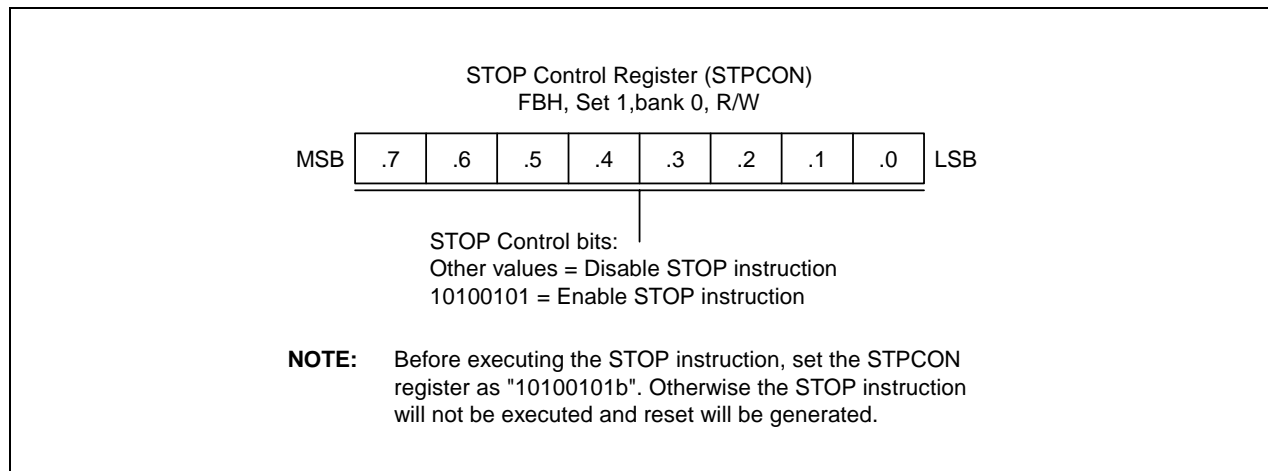 STOP Control Register (STPCON)
FBH, Set 1,bank 0, R/W
MSB .7 .6 .5 .4 .3 .2 .1 .0 LSB
STOP Control bits:
Other values = Disable STOP instruction
10100101 = Enable STOP instruction
NOTE: Before executing the STOP instruction, set the STPCON
register as "10100101b". Otherwise the STOP instruction
will not be executed and reset will be generated.